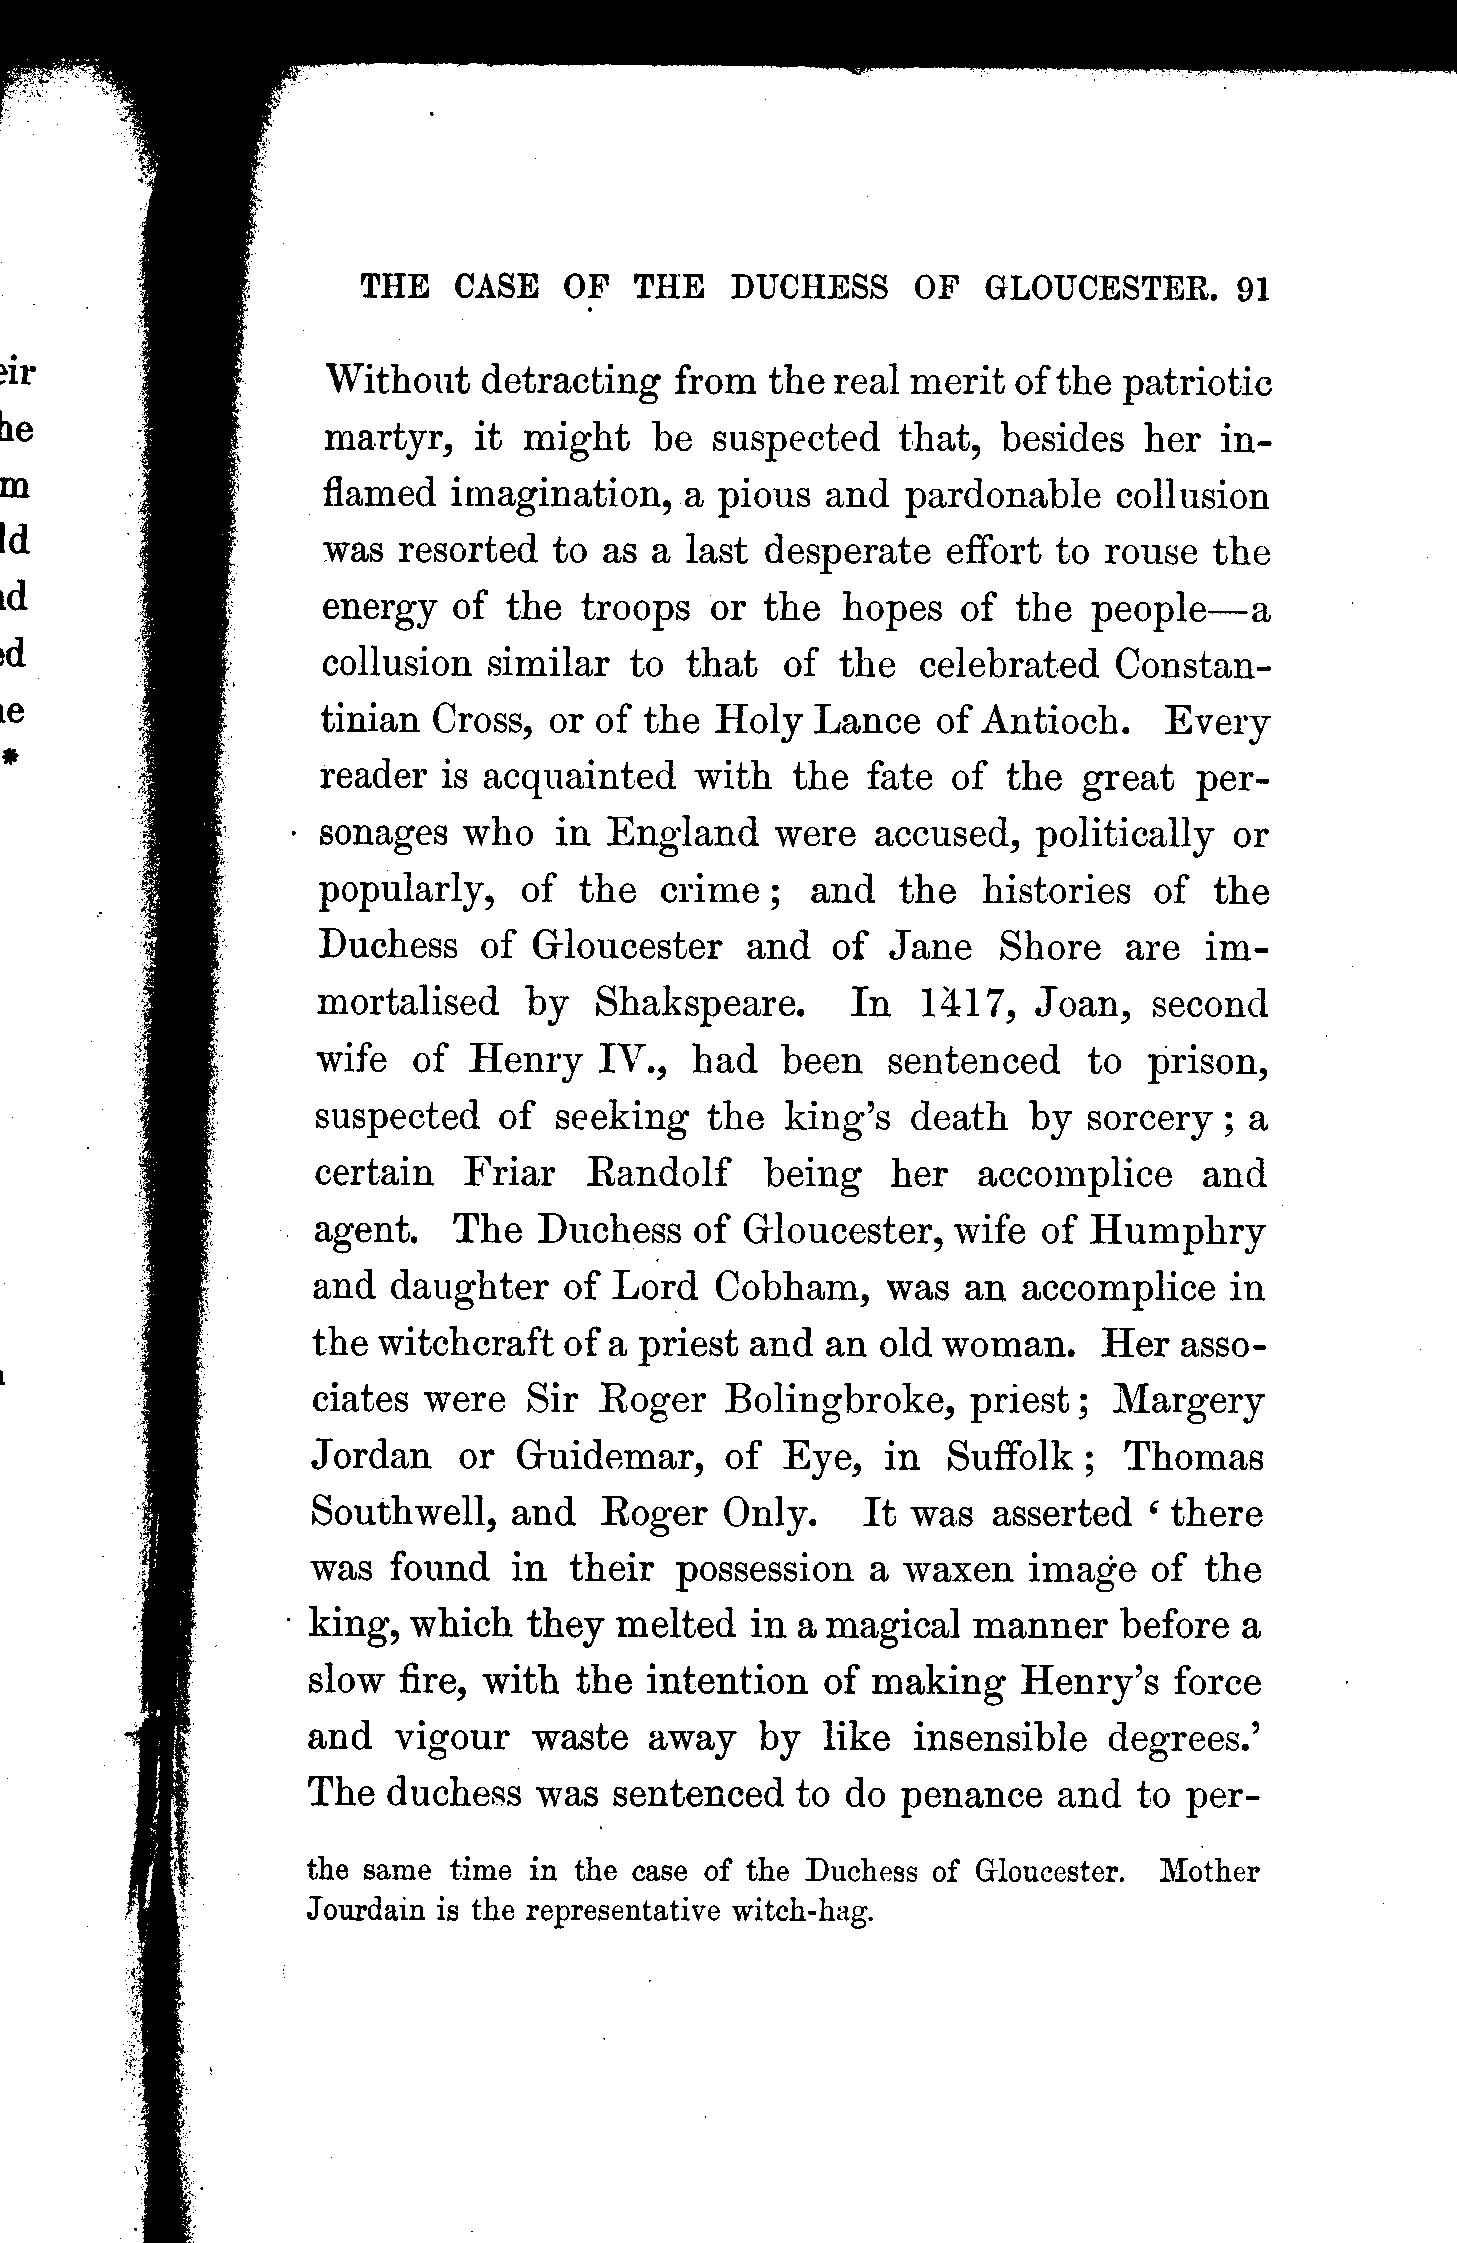 THE CASE OF THE DUCHESS OF GLOUCESTER. 91
Without detracting from the real merit of the patriotic
martyr, it might be suspected that, besides her in-
flamed imagination, a pious and pardonable collusion
was resorted to as a last desperate effort to rouse the
energy of the troops or the hopes of the people—a
collusion similar to that of the celebrated Constan-
tinian Cross, or of the Holy Lance of Antioch. Every
reader is acquainted with the fate of the great per-
sonages who in England were accused, politically or
popularly, of the crime; and the histories of the
Duchess of Gloucester and of Jane Shore are im-
mortalised by Shakspeare. In 1417, Joan, second
wife of Henry IV., had been sentenced to prison,
suspected of seeking the king's death by sorcery; a
certain Friar Randolf being her accomplice and
agent. The Duchess of Gloucester, wife of Humphry
and daughter of Lord Cobham, was an accomplice in
the witchcraft of a priest and an old woman. Her asso-
ciates were Sir Roger Bolingbroke, priest; Margery
Jordan or Guidemar, of Eye, in Suffolk; Thomas
Southwell, and Roger Only. It was asserted ‘there
was found in their possession a waxen image of the
king, which they melted in a magical manner before a
slow fire, with the intention of making Henry's force
and vigour waste away by like insensible degrees.’
The duchess was sentenced to do penance and to per-
the same time in the case of the Duchess of Gloucester. Mother
Jourdain is the representative witch-hag.